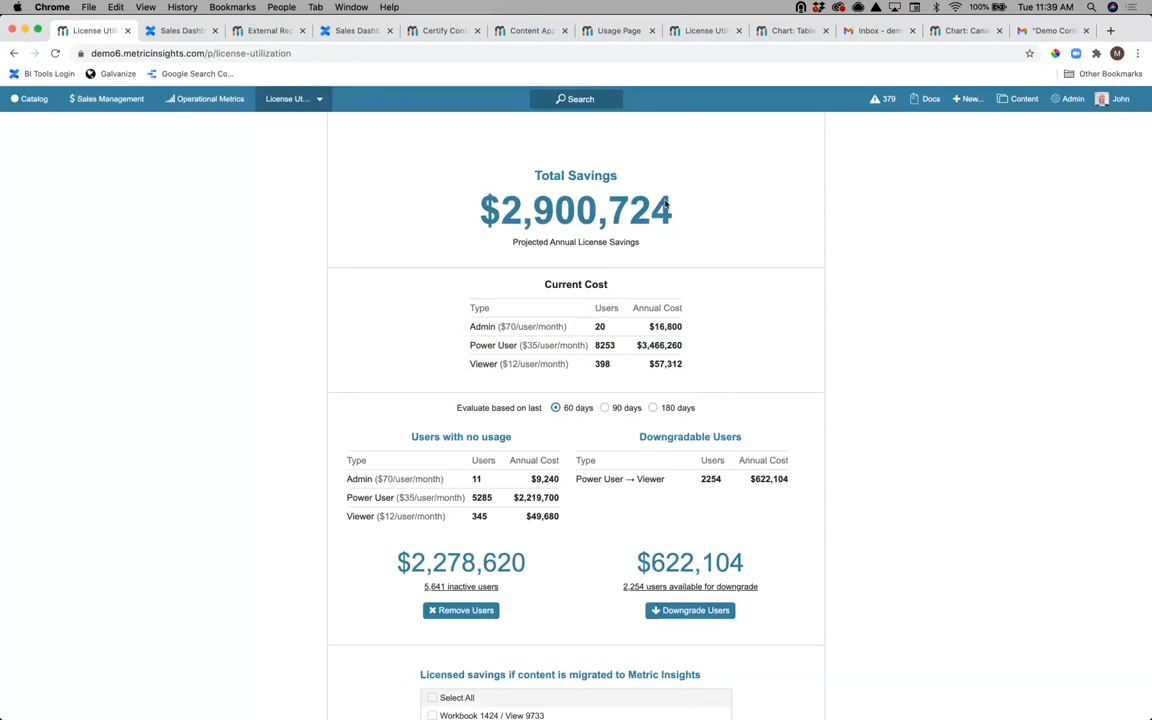 Chrome File Edit View History Bookmarks People Tab Window Help 100% Tue 11:39 AM
License Util Sales Dashb External Rep Sales Dashb Certify Cont Content App Usage Page License Util Chart: Table Inbox - dem Chart: Cana "Demo Cont
demo6.metricinsights.com/p/license-utilization M
BI Tools Login Galvanize Google Search Co... Other Bookmarks
Catalog $ Sales Management Operational Metrics License Ut... Search 379 Docs + New... Content Admin John
Total Savings
$2,900,724
Projected Annual License Savings
Current Cost
Type Users Annual Cost
Admin ($70/user/month) 20 $16,800
Power User ($35/user/month) 8253 $3,466,260
Viewer ($12/user/month) 398 $57,312
Evaluate based on last 60 days 90 days 180 days
Users with no usage
Type Users Annual Cost
Admin ($70/user/month) 11 $9,240
Power User ($35/user/month) 5285 $2,219,700
Viewer ($12/user/month) 345 $49,680
$2,278,620
5,641 inactive users
Remove Users
Downgradable Users
Type Users Annual Cost
Power User → Viewer 2254 $622,104
$622,104
2,254 users available for downgrade
Downgrade Users
Licensed savings if content is migrated to Metric Insights
Select All
Workbook 1424 / View 9733